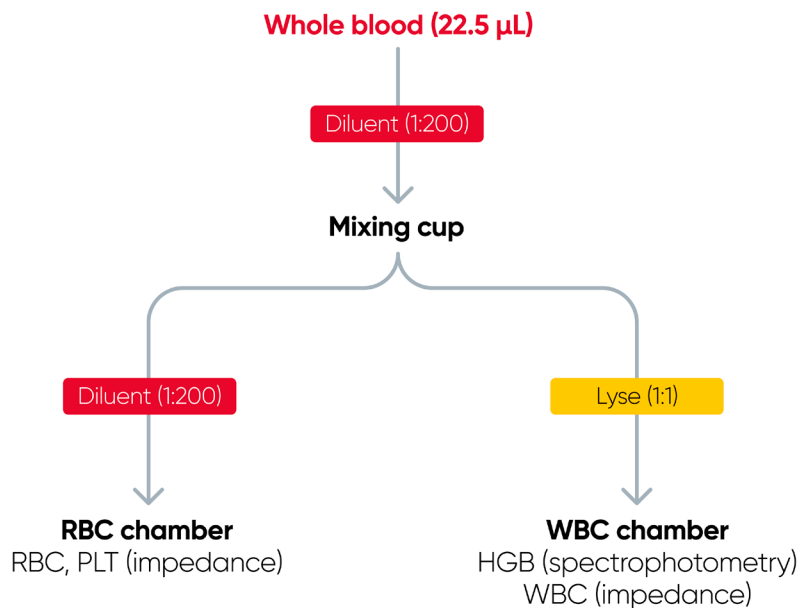 Whole blood (22.5 µL)
Diluent (1:200)
Mixing cup
Diluent (1:200)
Lyse (1:1)
RBC chamber
RBC, PLT (impedance)
WBC chamber
HGB (spectrophotometry)
WBC (impedance)